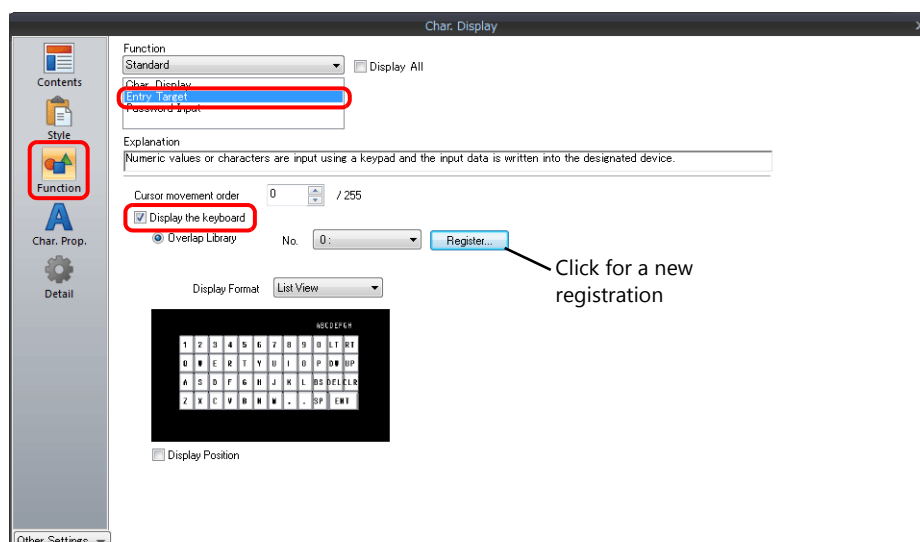 Char. Display
Function
Standard
Display All
Contents
Char. Display
Entry Target
Password Input
Style
Explanation
Numeric values or characters are input using a keypad and the input data is written into the designated device.
Function
Cursor movement order 0 / 255
Display the keyboard
Char. Prop.
Overlap Library No. 0 : Register...
Click for a new
registration
Detail
Display Format List View
ABCDEFGH
1 2 3 4 5 6 7 8 9 0 LT RT
Q W E R T Y U I O P DW UP
A S D F G H J K L BS DEL CLR
Z X C V B N M . . SP ENT
Display Position
Other Settings